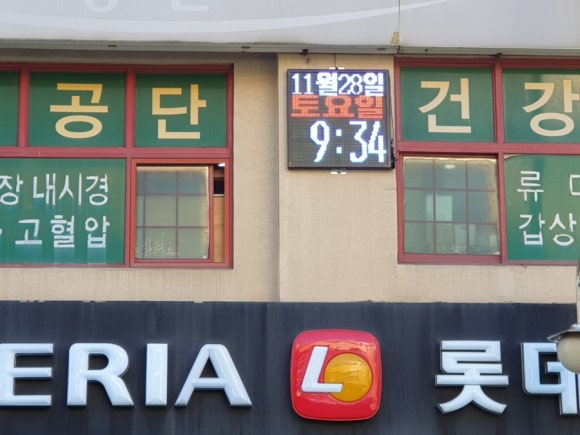 공단
11월28일
토요일
9:34
건강
장 내시경
고혈압
류
갑상
ERIA
L
롯데